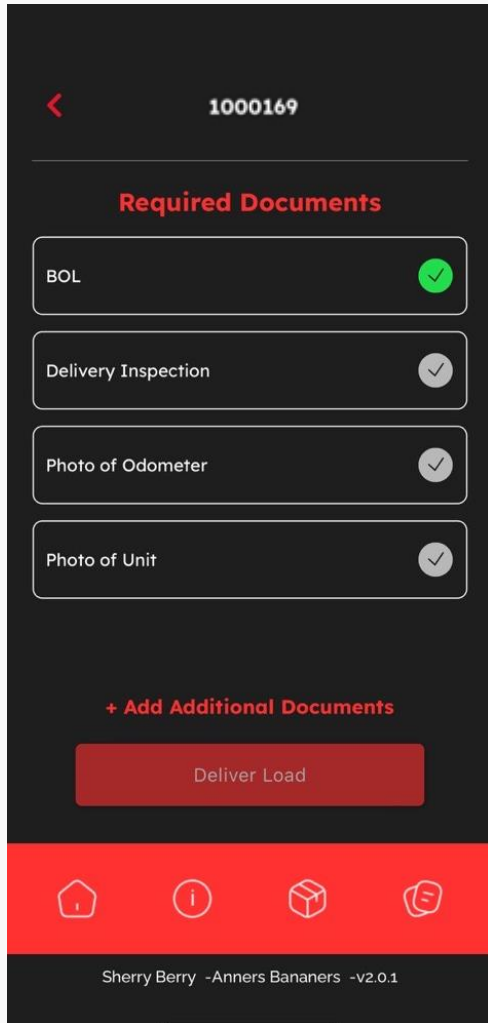 1000169
Required Documents
BOL
Delivery Inspection
Photo of Odometer
Photo of Unit
+ Add Additional Documents
Deliver Load
Sherry Berry -Anners Bananers -v2.0.1